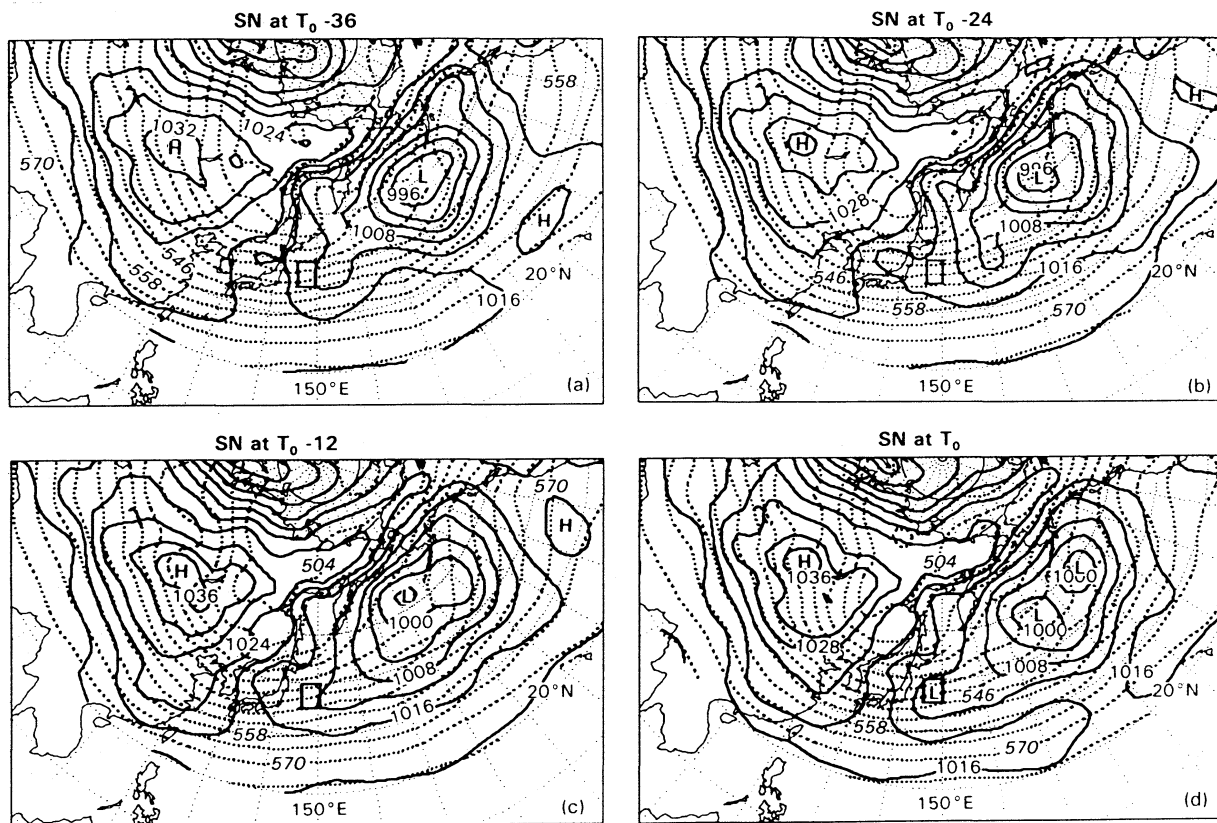 SN at T0 -36
558
1032
1024
H
570
L
996
H
1008
546
558
20°N
1016
150°E
(a)
SN at T0 -24
H
H
996
L
1028
1008
1016
20°N
546
558
570
150°E
(b)
SN at T0 -12
570
H
H
504
1036
L
1000
1024
1008
20°N
1016
558
570
150°E
(c)
SN at T0
H
504
L
1036
1000
L
1000
1028
1008
1016
L
546
20°N
558
570
1016
150°E
(d)